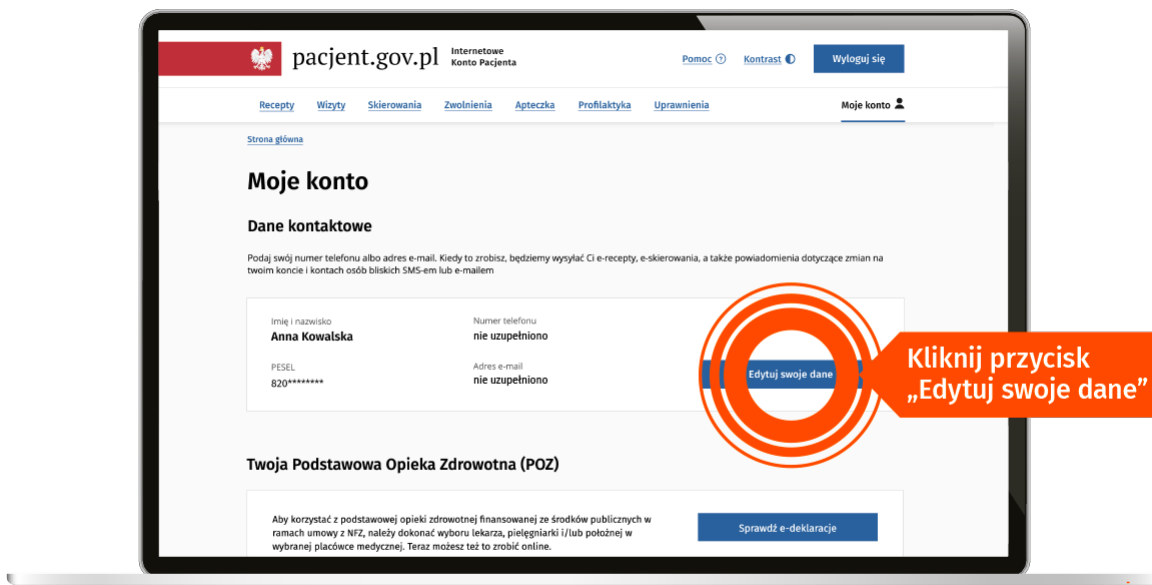 pacjent.gov.pl
Internetowe
Konto Pacjenta
Pomoc
Kontrast
Wyloguj się
Recepty
Wizyty
Skierowania
Zwolnienia
Apteczka
Profilaktyka
Uprawnienia
Moje konto
Strona główna
Moje konto
Dane kontaktowe
Podaj swój numer telefonu albo adres e-mail. Kiedy to zrobisz, będziemy wysyłać Ci e-recepty, e-skierowania, a także powiadomienia dotyczące zmian na
twoim koncie i kontach osób bliskich SMS-em lub e-mailem
Imię i nazwisko
Anna Kowalska
Numer telefonu
nie uzupełniono
PESEL
820********
Adres e-mail
nie uzupełniono
Edytuj swoje dane
Kliknij przycisk
„Edytuj swoje dane”
Twoja Podstawowa Opieka Zdrowotna (POZ)
Aby korzystać z podstawowej opieki zdrowotnej finansowanej ze środków publicznych w
ramach umowy z NFZ, należy dokonać wyboru lekarza, pielęgniarki i/lub położnej w
wybranej placówce medycznej. Teraz możesz też to zrobić online.
Sprawdź e-deklaracje